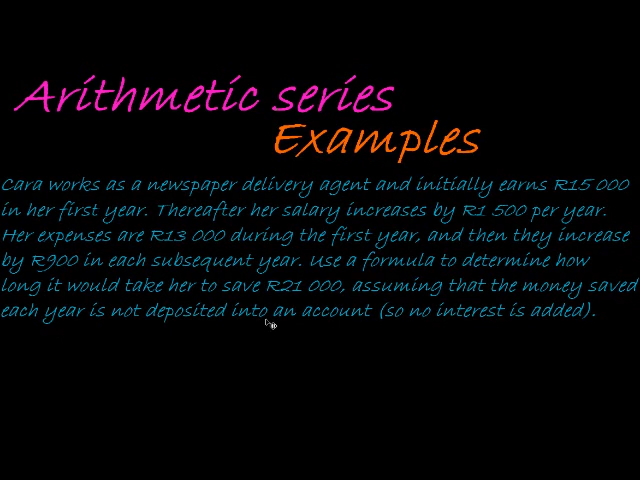 Arithmetic series
Examples
Cara works as a newspaper delivery agent and initially earns R15 000
in her first year. Thereafter her salary increases by R1 500 per year.
Her expenses are R13 000 during the first year, and then they increase
by R900 in each subsequent year. Use a formula to determine how
long it would take her to save R21 000, assuming that the money saved
each year is not deposited into an account (so no interest is added).